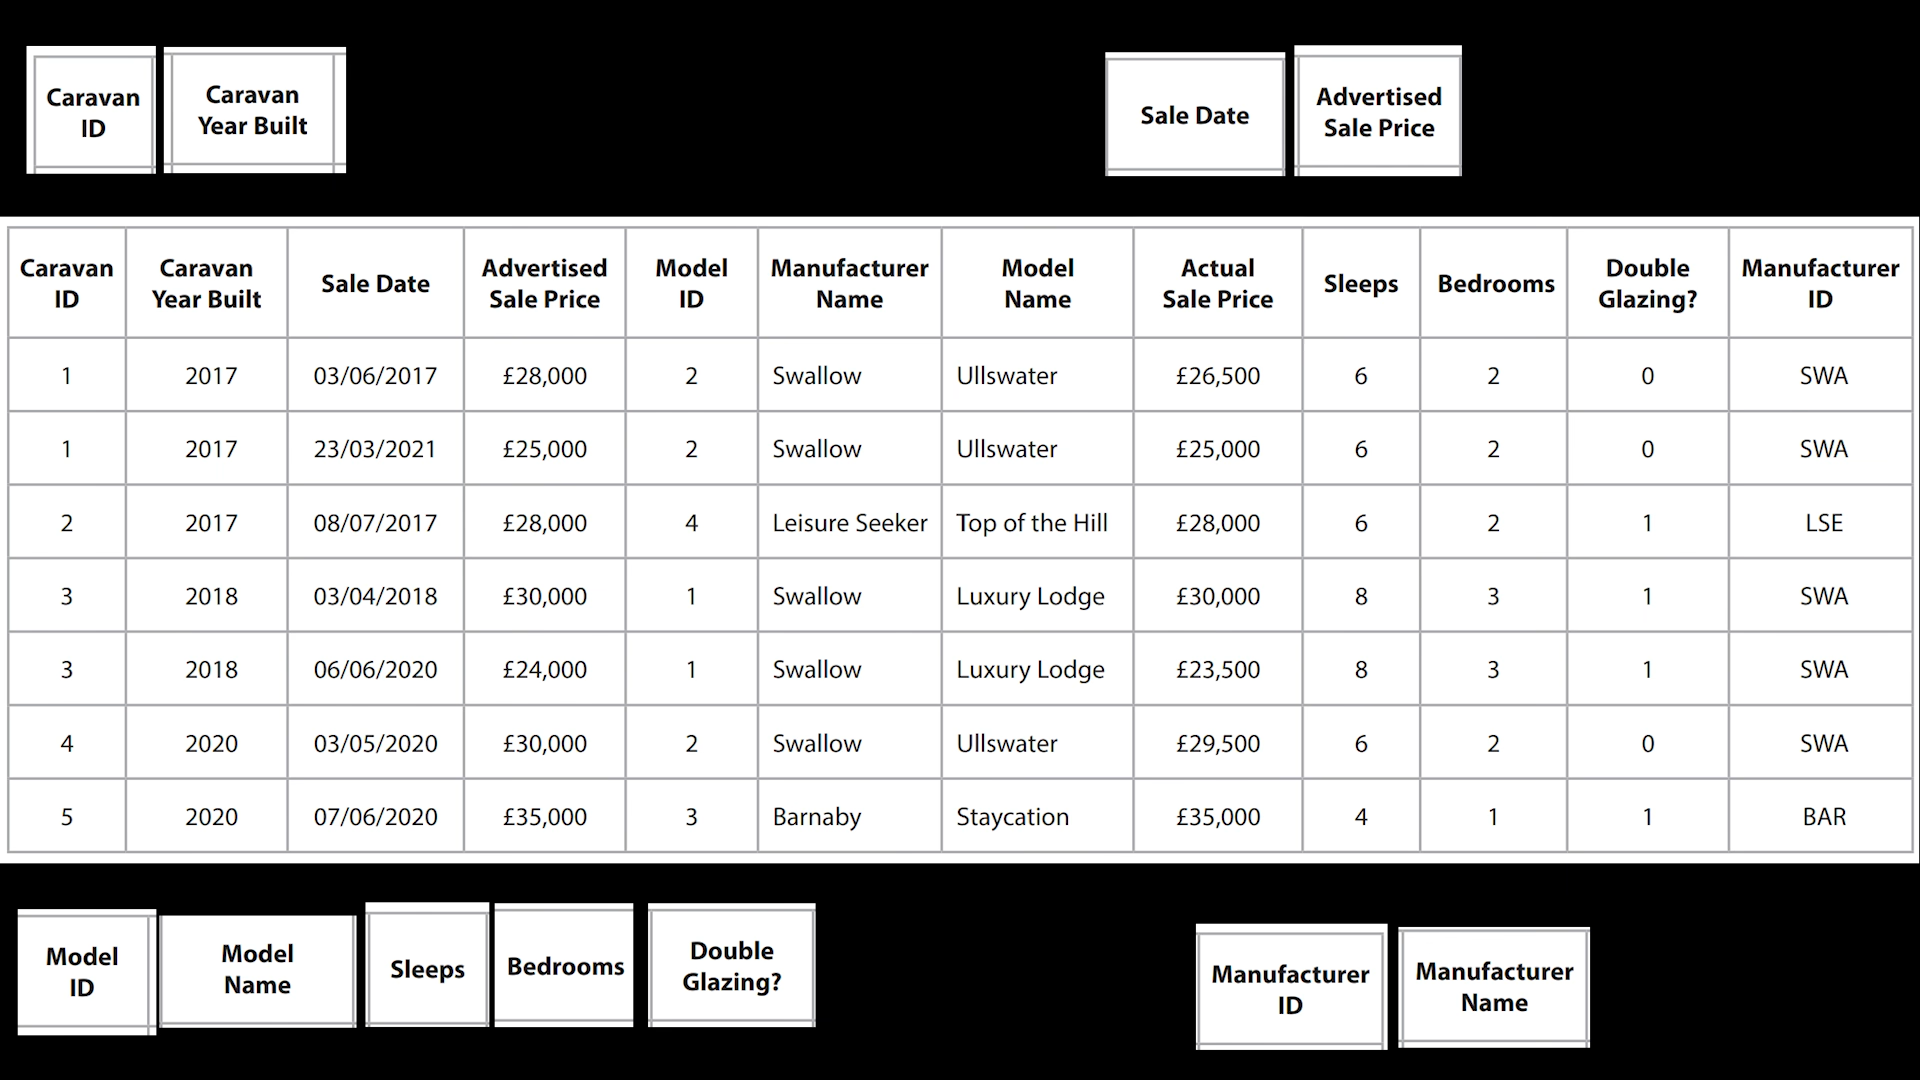 Caravan
ID
Caravan
Year Built
Sale Date
Advertised
Sale Price
Caravan ID Caravan Year Built Sale Date Advertised Sale Price Model ID Manufacturer Name Model Name Actual Sale Price Sleeps Bedrooms Double Glazing? Manufacturer ID
1 2017 03/06/2017 £28,000 2 Swallow Ullswater £26,500 6 2 0 SWA
1 2017 23/03/2021 £25,000 2 Swallow Ullswater £25,000 6 2 0 SWA
2 2017 08/07/2017 £28,000 4 Leisure Seeker Top of the Hill £28,000 6 2 1 LSE
3 2018 03/04/2018 £30,000 1 Swallow Luxury Lodge £30,000 8 3 1 SWA
3 2018 06/06/2020 £24,000 1 Swallow Luxury Lodge £23,500 8 3 1 SWA
4 2020 03/05/2020 £30,000 2 Swallow Ullswater £29,500 6 2 0 SWA
5 2020 07/06/2020 £35,000 3 Barnaby Staycation £35,000 4 1 1 BAR
Model
ID
Model
Name
Sleeps
Bedrooms
Double
Glazing?
Manufacturer
ID
Manufacturer
Name